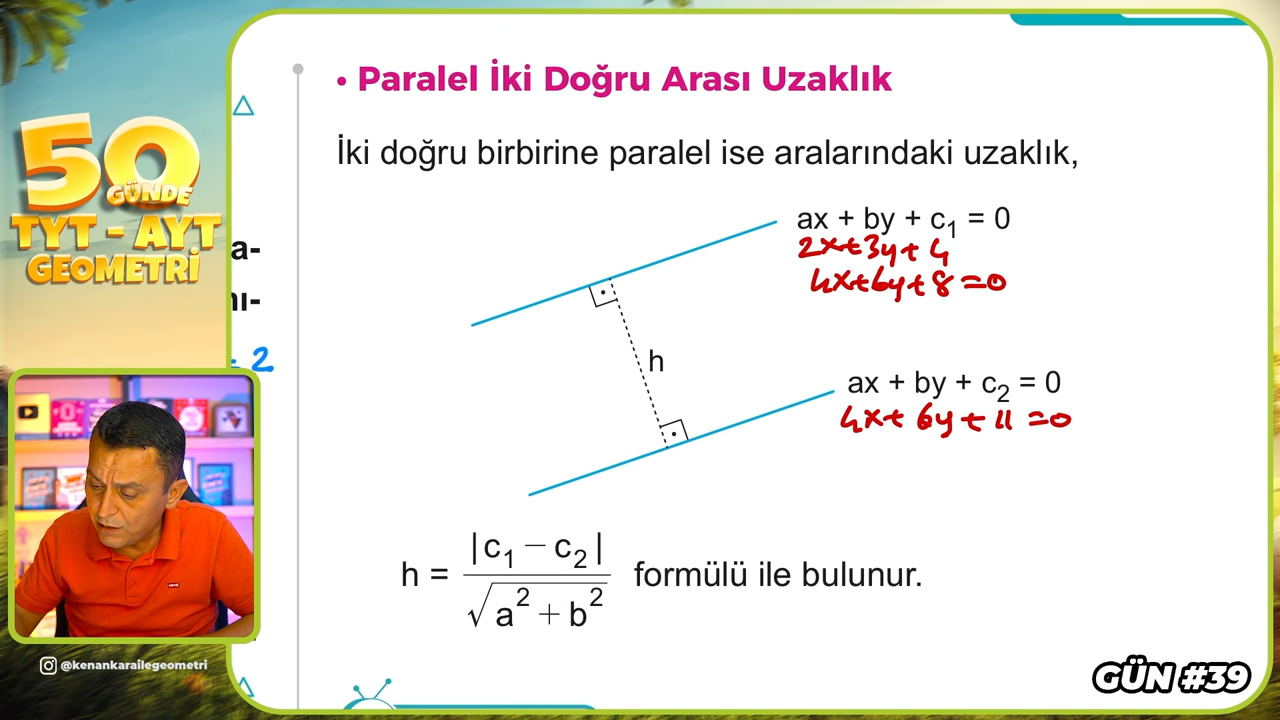 50
GÜNDE
TYT - AYT
GEOMETRİ
a-
nı-
- 2
• Paralel İki Doğru Arası Uzaklık
İki doğru birbirine paralel ise aralarındaki uzaklık,
ax + by + c₁ = 0
2x+3y+4
4x+6y+8=0
h
ax + by + c₂ = 0
4x+6y+11=0
h = |c₁ − c₂| / √a² + b² formülü ile bulunur.
@kenankarailegeometri
GÜN #39